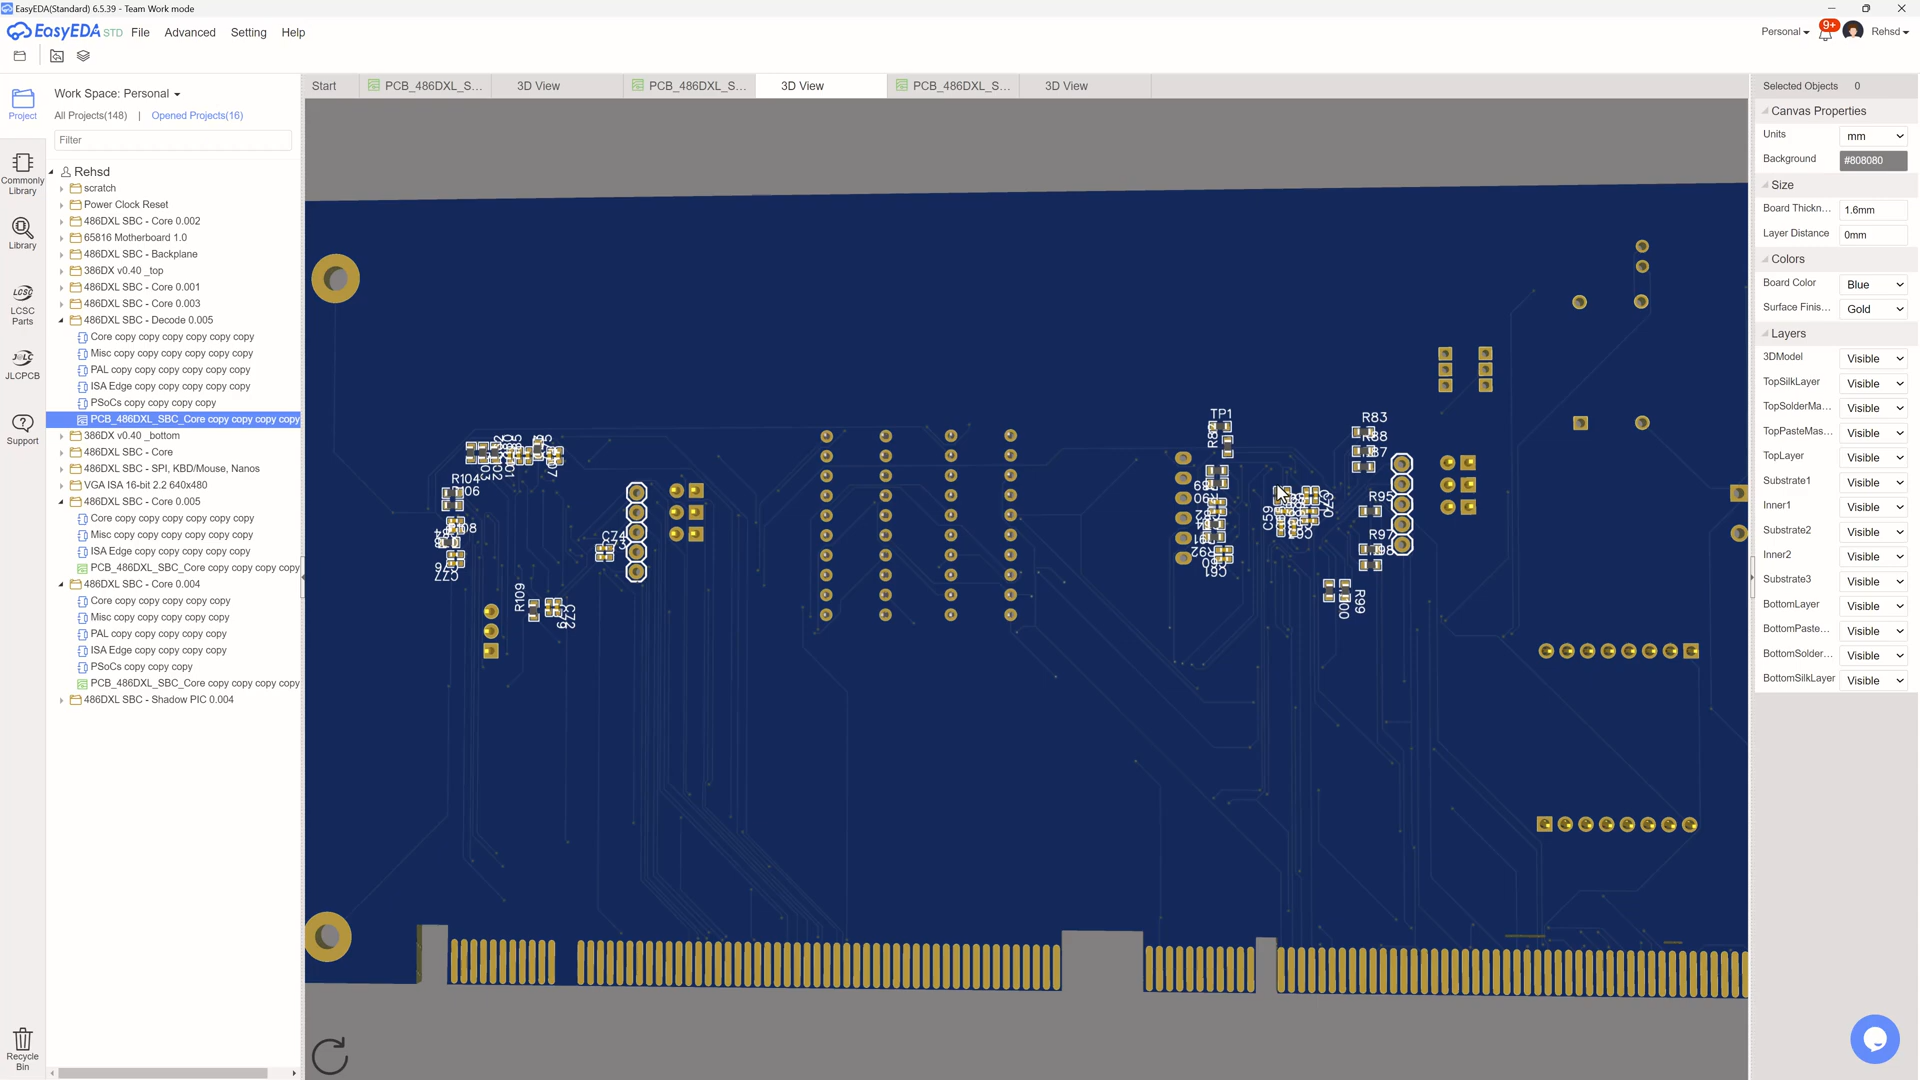 EasyEDA(Standard) 6.5.39 - Team Work mode
EasyEDA STD File Advanced Setting Help
Personal 9+ Rehsd
Project
Commonly Library
Library
LCSC Parts
JLCPCB
Support
Recycle Bin
Work Space: Personal
All Projects(148) | Opened Projects(16)
Filter
Rehsd
scratch
Power Clock Reset
486DXL SBC - Core 0.002
65816 Motherboard 1.0
486DXL SBC - Backplane
386DX v0.40 _top
486DXL SBC - Core 0.001
486DXL SBC - Core 0.003
486DXL SBC - Decode 0.005
Core copy copy copy copy copy copy
Misc copy copy copy copy copy copy
PAL copy copy copy copy copy copy
ISA Edge copy copy copy copy copy
PSoCs copy copy copy copy
PCB_486DXL_SBC_Core copy copy copy copy
386DX v0.40 _bottom
486DXL SBC - Core
486DXL SBC - SPI, KBD/Mouse, Nanos
VGA ISA 16-bit 2.2 640x480
486DXL SBC - Core 0.005
Core copy copy copy copy copy copy
Misc copy copy copy copy copy copy
ISA Edge copy copy copy copy copy
PCB_486DXL_SBC_Core copy copy copy copy
486DXL SBC - Core 0.004
Core copy copy copy copy copy
Misc copy copy copy copy copy
PAL copy copy copy copy copy
ISA Edge copy copy copy copy
PSoCs copy copy copy
PCB_486DXL_SBC_Core copy copy copy copy
486DXL SBC - Shadow PIC 0.004
Start
PCB_486DXL_S...
3D View
PCB_486DXL_S...
3D View
PCB_486DXL_S...
3D View
R104
C77
R109
C72
C74
TP1
C61
C59
C70
R83
R95
R97
R99
Selected Objects 0
Canvas Properties
Units mm
Background #808080
Size
Board Thickn... 1.6mm
Layer Distance 0mm
Colors
Board Color Blue
Surface Finis... Gold
Layers
3DModel Visible
TopSilkLayer Visible
TopSolderMa... Visible
TopPasteMas... Visible
TopLayer Visible
Substrate1 Visible
Inner1 Visible
Substrate2 Visible
Inner2 Visible
Substrate3 Visible
BottomLayer Visible
BottomPaste... Visible
BottomSolder... Visible
BottomSilkLayer Visible